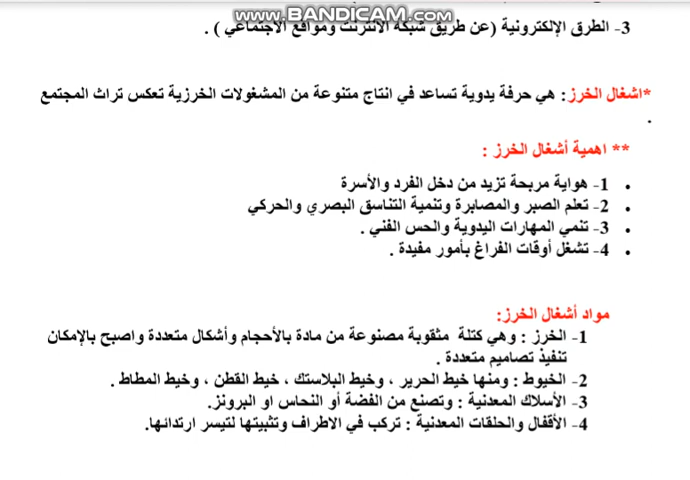 www.BANDICAM.com
3- الطرق الإلكترونية (عن طريق شبكة الانترنت ومواقع الاجتماعي ) .
*اشغال الخرز: هي حرفة يدوية تساعد في انتاج متنوعة من المشغولات الخرزية تعكس تراث المجتمع
.
** اهمية أشغال الخرز :
• 1- هواية مربحة تزيد من دخل الفرد والأسرة
• 2- تعلم الصبر والمصابرة وتنمية التناسق البصري والحركي
• 3- تنمي المهارات اليدوية والحس الفني .
• 4- تشغل أوقات الفراغ بأمور مفيدة .
مواد أشغال الخرز:
1- الخرز : وهي كتلة مثقوبة مصنوعة من مادة بالأحجام وأشكال متعددة واصبح بالإمكان
تنفيذ تصاميم متعددة .
2- الخيوط : ومنها خيط الحرير ، وخيط البلاستك ، خيط القطن ، وخيط المطاط .
3- الأسلاك المعدنية : وتصنع من الفضة أو النحاس او البرونز.
4- الأقفال والحلقات المعدنية : تركب في الاطراف وتثبيتها لتيسر ارتدائها.